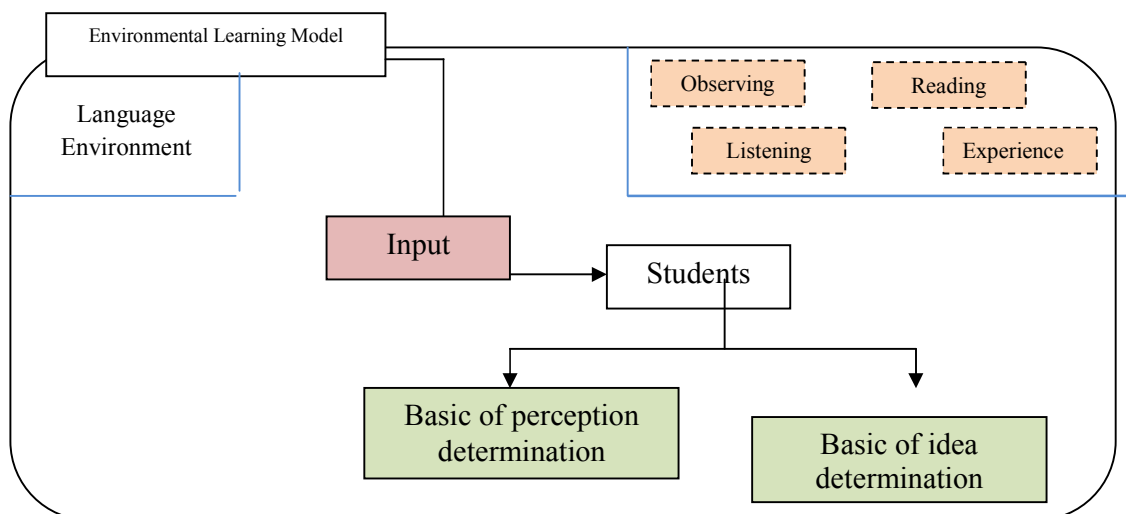 Environmental Learning Model
Language
Environment
Observing
Reading
Listening
Experience
Input
Students
Basic of perception
determination
Basic of idea
determination